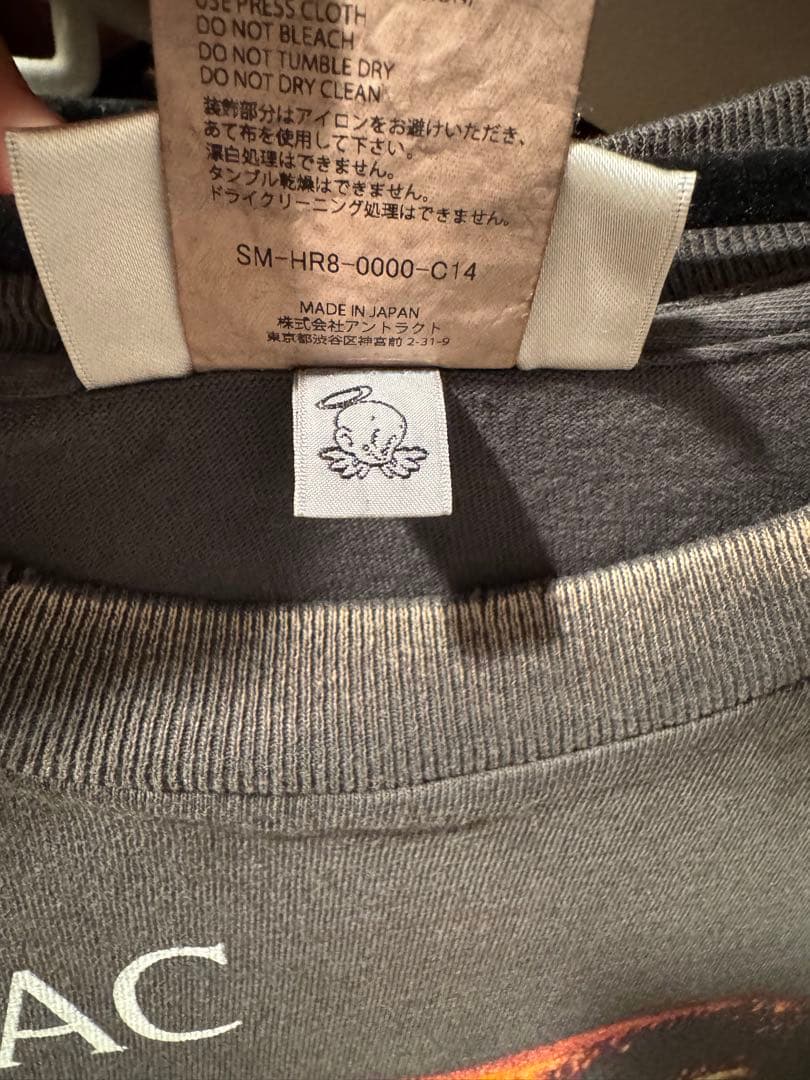 USE PRESS CLOTH
DO NOT BLEACH
DO NOT TUMBLE DRY
DO NOT DRY CLEAN
装飾部分はアイロンをお避けいただき、
あて布を使用して下さい。
漂白処理はできません。
タンブル乾燥はできません。
ドライクリーニング処理はできません。
SM-HR8-0000-C14
MADE IN JAPAN
株式会社アントラクト
東京都渋谷区神宮前 2-31-9
AC